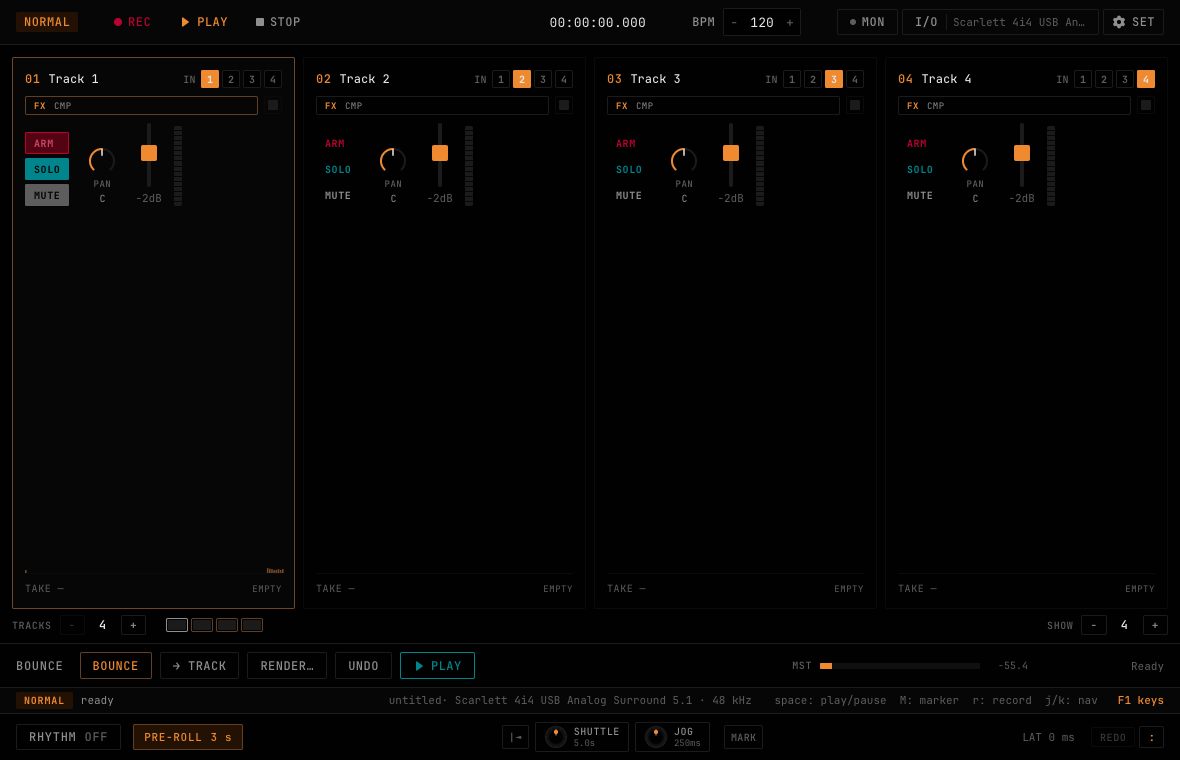 NORMAL REC PLAY STOP 00:00:00.000 BPM - 120 + MON I/O Scarlett 4i4 USB An… SET
01 Track 1 IN 1 2 3 4
FX CMP
ARM
SOLO
MUTE
PAN
C
-2dB
TAKE —
EMPTY
02 Track 2 IN 1 2 3 4
FX CMP
ARM
SOLO
MUTE
PAN
C
-2dB
TAKE —
EMPTY
03 Track 3 IN 1 2 3 4
FX CMP
ARM
SOLO
MUTE
PAN
C
-2dB
TAKE —
EMPTY
04 Track 4 IN 1 2 3 4
FX CMP
ARM
SOLO
MUTE
PAN
C
-2dB
TAKE —
EMPTY
TRACKS - 4 + SHOW - 4 +
BOUNCE BOUNCE → TRACK RENDER… UNDO PLAY MST -55.4 Ready
NORMAL ready untitled· Scarlett 4i4 USB Analog Surround 5.1 · 48 kHz space: play/pause M: marker r: record j/k: nav F1 keys
RHYTHM OFF PRE-ROLL 3 s |→ SHUTTLE 5.0s JOG 250ms MARK LAT 0 ms REDO :